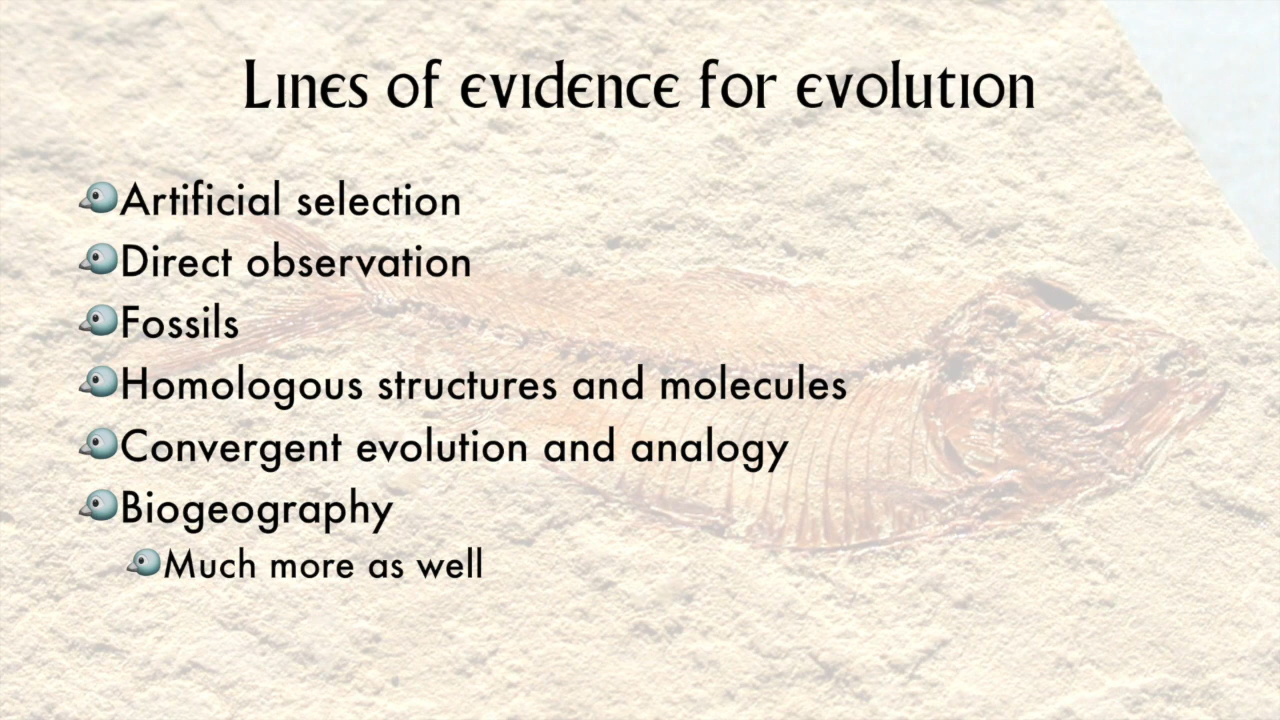 Lines of evidence for evolution
Artificial selection
Direct observation
Fossils
Homologous structures and molecules
Convergent evolution and analogy
Biogeography
Much more as well